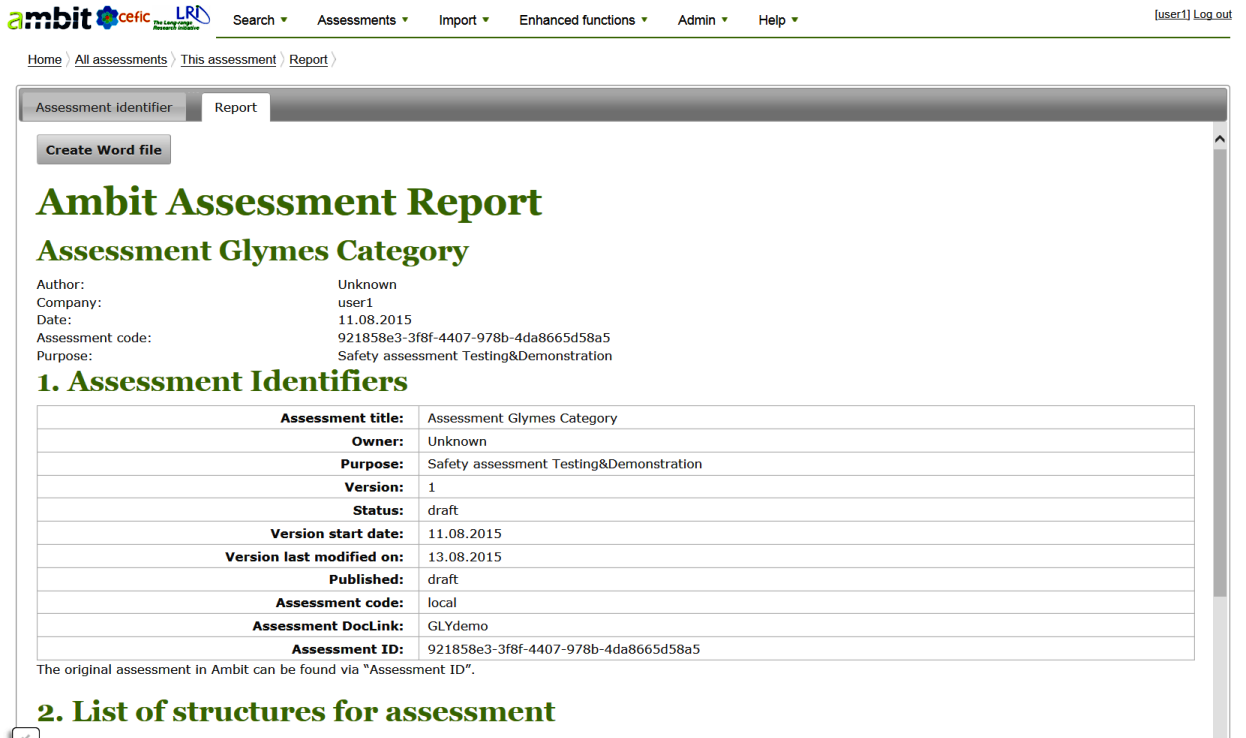 ambit cefic LRI Search ▼ Assessments ▼ Import ▼ Enhanced functions ▼ Admin ▼ Help ▼ [user1] Log out
The Long-range
Research Initiative
Home 〉 All assessments 〉 This assessment 〉 Report 〉
Assessment identifier Report
Create Word file
Ambit Assessment Report
Assessment Glymes Category
Author: Unknown
Company: user1
Date: 11.08.2015
Assessment code: 921858e3-3f8f-4407-978b-4da8665d58a5
Purpose: Safety assessment Testing&Demonstration
1. Assessment Identifiers
Assessment title: Assessment Glymes Category
Owner: Unknown
Purpose: Safety assessment Testing&Demonstration
Version: 1
Status: draft
Version start date: 11.08.2015
Version last modified on: 13.08.2015
Published: draft
Assessment code: local
Assessment DocLink: GLYdemo
Assessment ID: 921858e3-3f8f-4407-978b-4da8665d58a5
The original assessment in Ambit can be found via “Assessment ID”.
2. List of structures for assessment